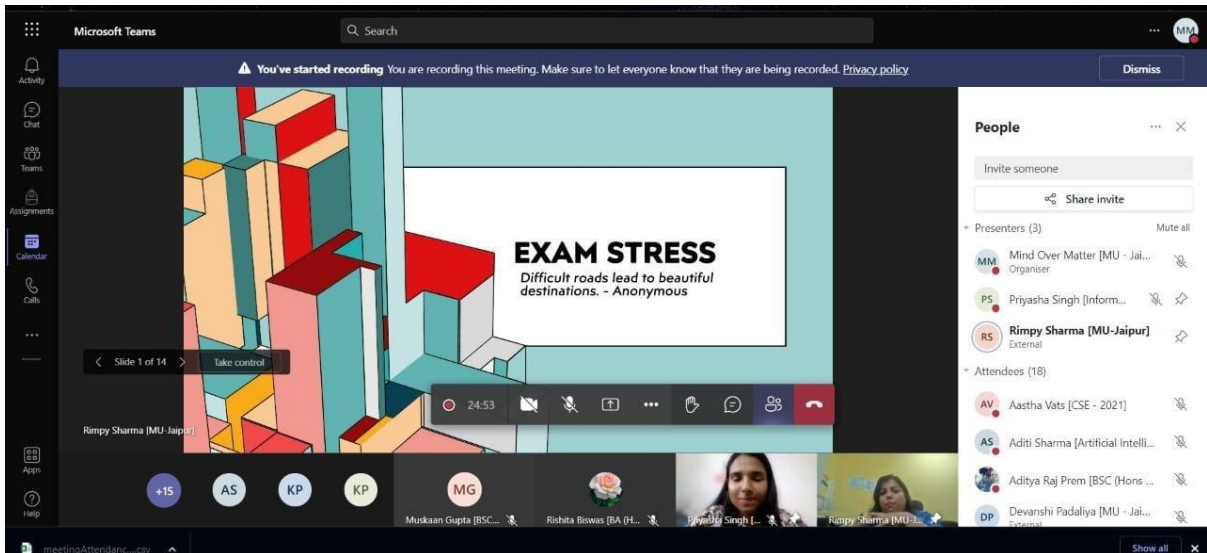 Microsoft Teams
Search
MM
You've started recording You are recording this meeting. Make sure to let everyone know that they are being recorded. Privacy policy
Dismiss
Activity
Chat
Teams
Assignments
Calendar
Calls
Apps
Help
EXAM STRESS
Difficult roads lead to beautiful
destinations. - Anonymous
Slide 1 of 14
Take control
24:53
Rimpy Sharma [MU-Jaipur]
+15
AS
KP
KP
MG
Muskaan Gupta [BSC...
Rishita Biswas [BA (H...
Priyasha Singh [...
Rimpy Sharma [MU-J...
People
Invite someone
Share invite
Presenters (3)
Mute all
MM
Mind Over Matter [MU - Jai...
Organiser
PS
Priyasha Singh [Inform...
RS
Rimpy Sharma [MU-Jaipur]
External
Attendees (18)
AV
Aastha Vats [CSE - 2021]
AS
Aditi Sharma [Artificial Intelli...
Aditya Raj Prem [BSC (Hons ...
DP
Devanshi Padaliya [MU - Jai...
External
meetingAttendanc....csv
Show all